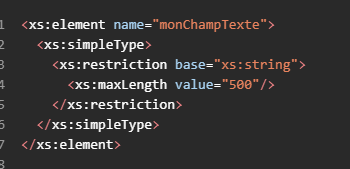 1 <xs:element name="monChampTexte">
2   <xs:simpleType>
3     <xs:restriction base="xs:string">
4       <xs:maxLength value="500"/>
5     </xs:restriction>
6   </xs:simpleType>
7 </xs:element>
8